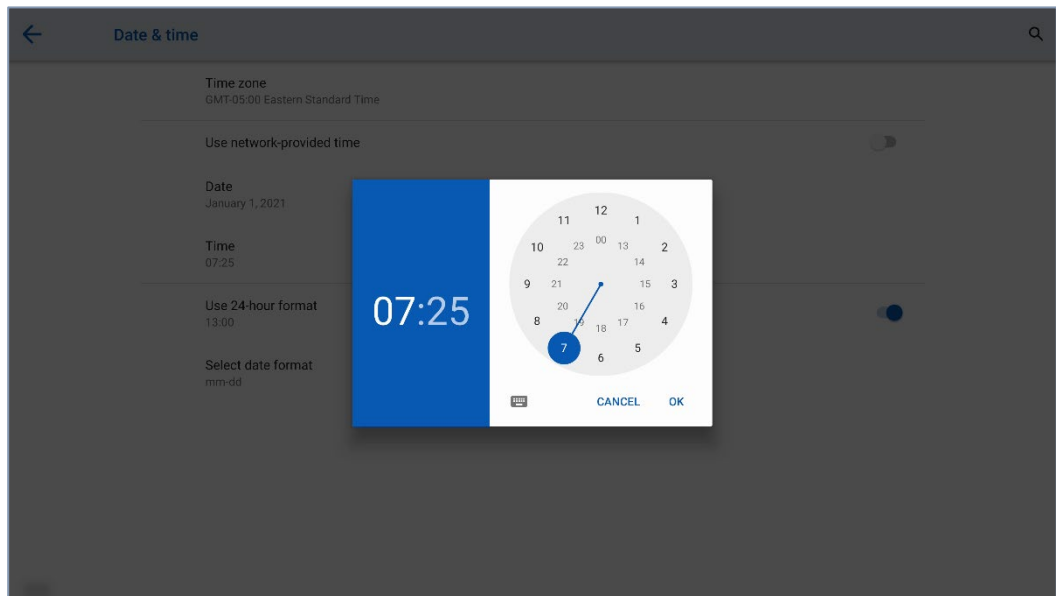 Date & time
Time zone
GMT-05:00 Eastern Standard Time
Use network-provided time
Date
January 1, 2021
Time
07:25
Use 24-hour format
13:00
Select date format
mm-dd
07:25
12
11
1
00
23
13
10
2
22
14
9
21
15
3
20
16
8
4
19
17
18
7
5
6
CANCEL
OK